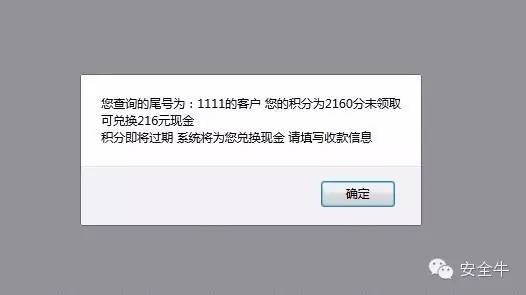 您查询的尾号为：1111的客户 您的积分为2160分未领取
可兑换216元现金
积分即将过期 系统将为您兑换现金 请填写收款信息
确定
安全牛